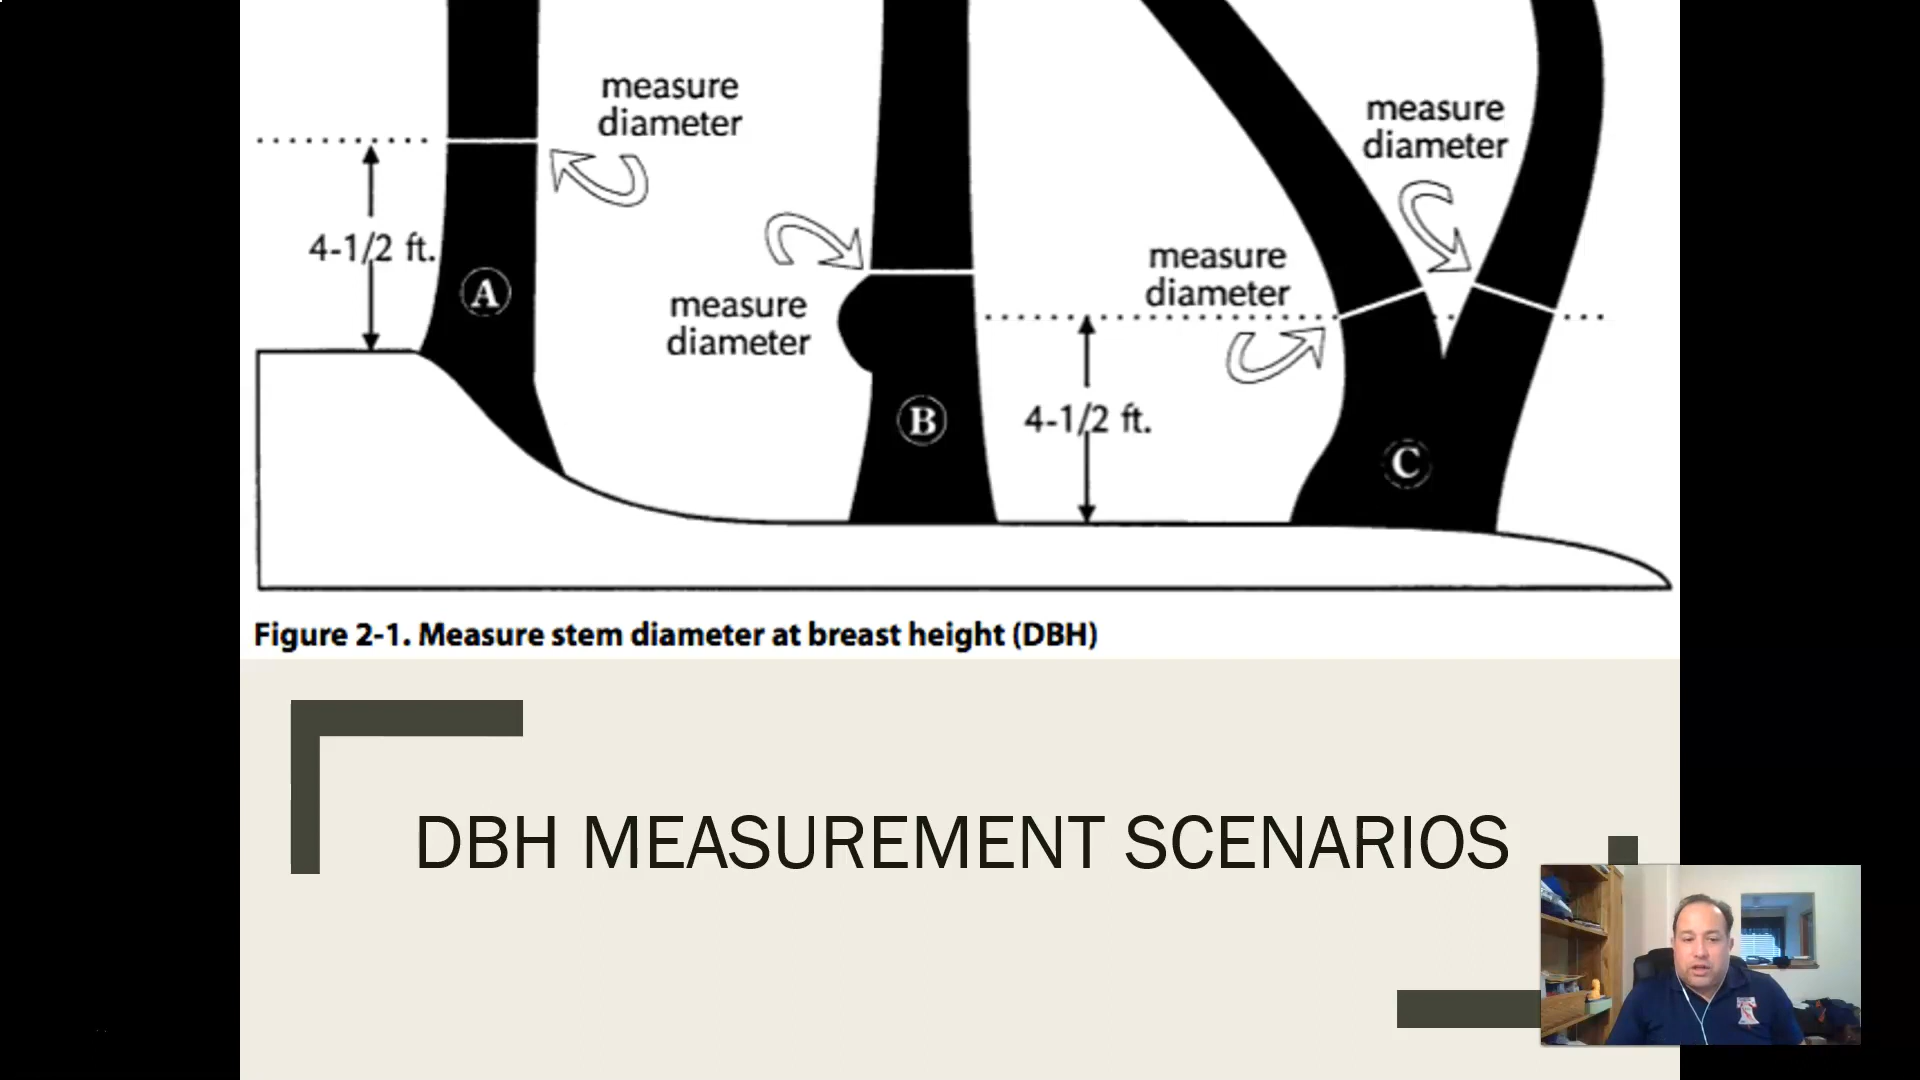 measure
diameter
measure
diameter
4-1/2 ft.
A
measure
diameter
measure
diameter
B
4-1/2 ft.
C
Figure 2-1. Measure stem diameter at breast height (DBH)
DBH MEASUREMENT SCENARIOS